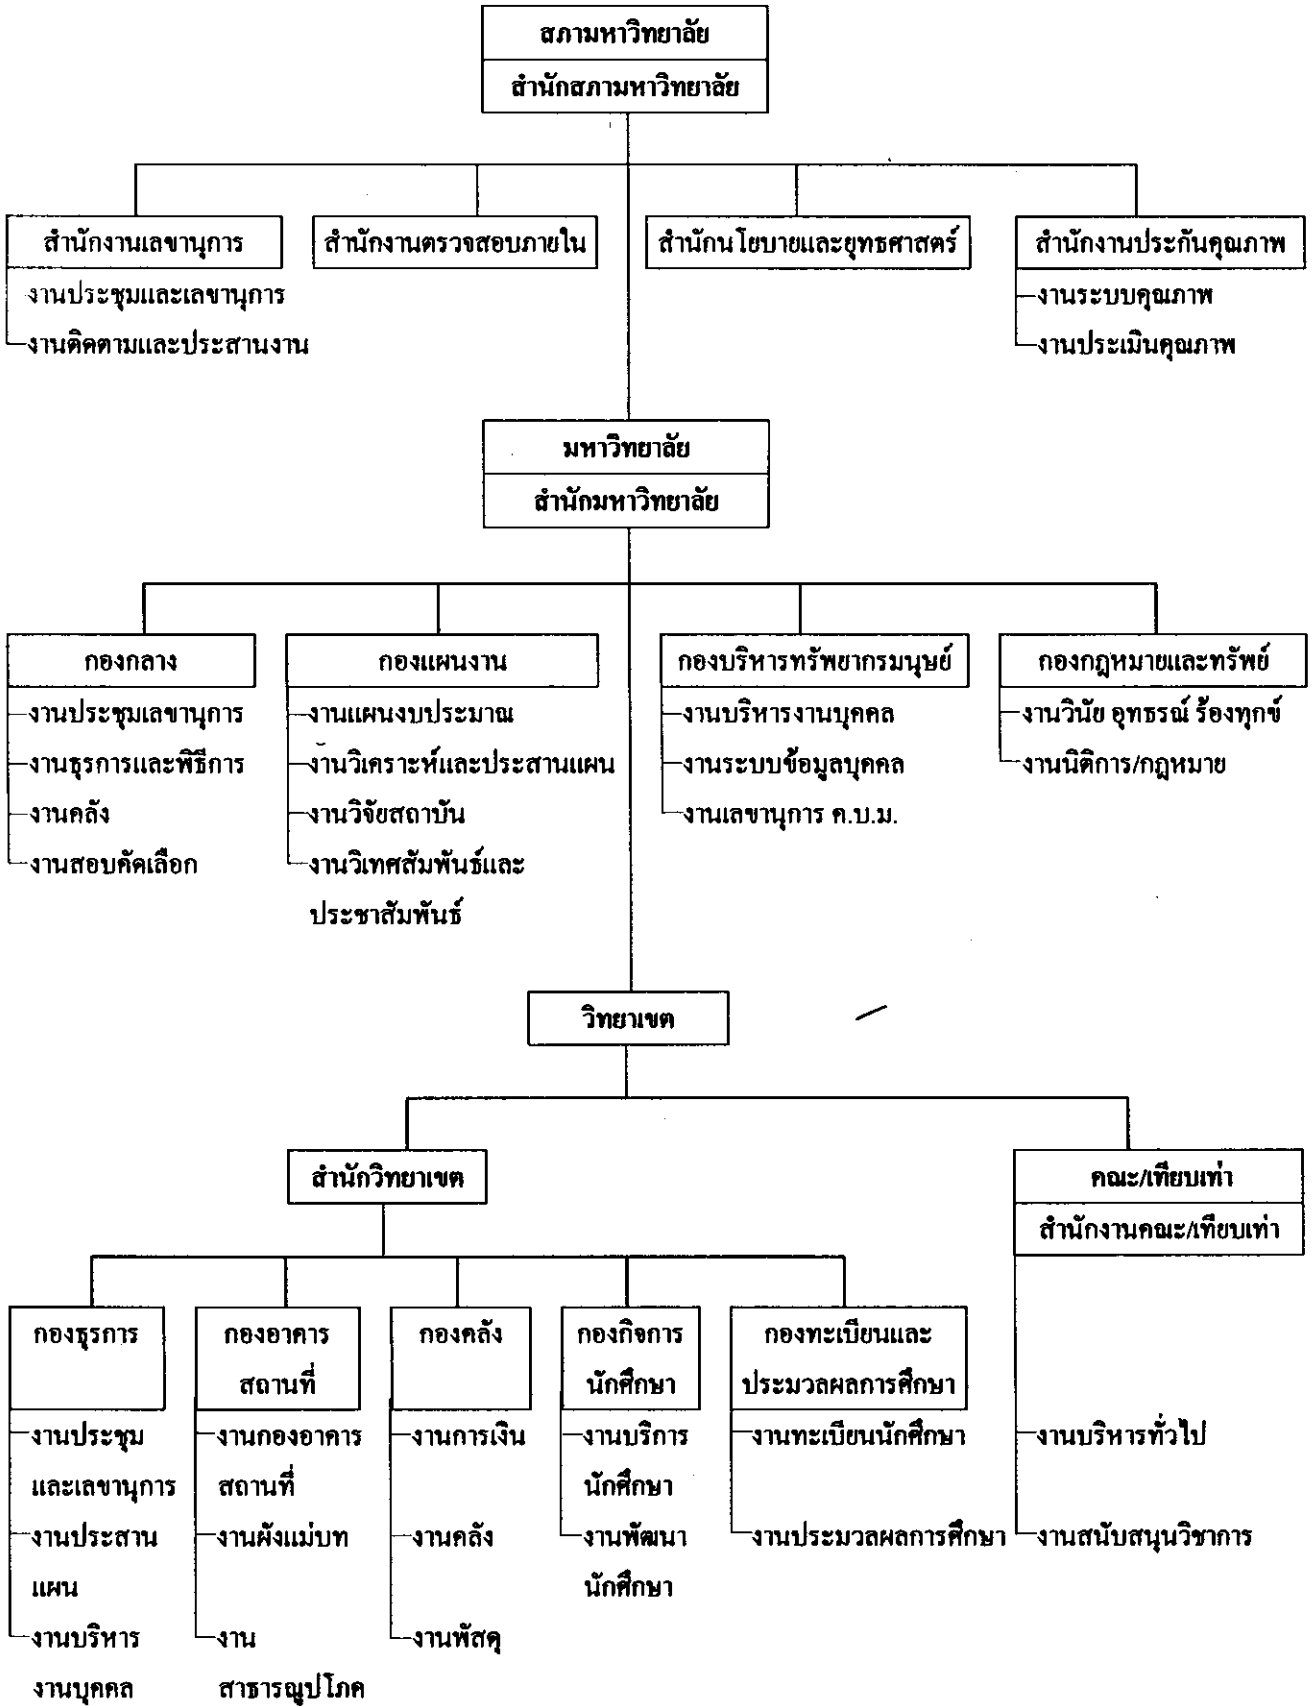 สภามหาวิทยาลัย
สำนักสภามหาวิทยาลัย
สำนักงานเลขานุการ
งานประชุมและเลขานุการ
งานติดตามและประสานงาน
สำนักงานตรวจสอบภายใน
สำนักนโยบายและยุทธศาสตร์
สำนักงานประกันคุณภาพ
งานระบบคุณภาพ
งานประเมินคุณภาพ
มหาวิทยาลัย
สำนักมหาวิทยาลัย
กองกลาง
งานประชุมเลขานุการ
งานธุรการและพิธีการ
งานคลัง
งานสอบคัดเลือก
กองแผนงาน
งานแผนงบประมาณ
งานวิเคราะห์และประสานแผน
งานวิจัยสถาบัน
งานวิเทศสัมพันธ์และ
ประชาสัมพันธ์
กองบริหารทรัพยากรมนุษย์
งานบริหารงานบุคคล
งานระบบข้อมูลบุคคล
งานเลขานุการ ค.บ.ม.
กองกฎหมายและทรัพย์
งานวินัย อุทธรณ์ ร้องทุกข์
งานนิติการ/กฎหมาย
วิทยาเขต
สำนักวิทยาเขต
คณะ/เทียบเท่า
สำนักงานคณะ/เทียบเท่า
งานบริหารทั่วไป
งานสนับสนุนวิชาการ
กองธุรการ
งานประชุม
และเลขานุการ
งานประสาน
แผน
งานบริหาร
งานบุคคล
กองอาคาร
สถานที่
งานกองอาคาร
สถานที่
งานผังแม่บท
งาน
สาธารณูปโภค
กองคลัง
งานการเงิน
งานคลัง
งานพัสดุ
กองกิจการ
นักศึกษา
งานบริการ
นักศึกษา
งานพัฒนา
นักศึกษา
กองทะเบียนและ
ประมวลผลการศึกษา
งานทะเบียนนักศึกษา
งานประมวลผลการศึกษา